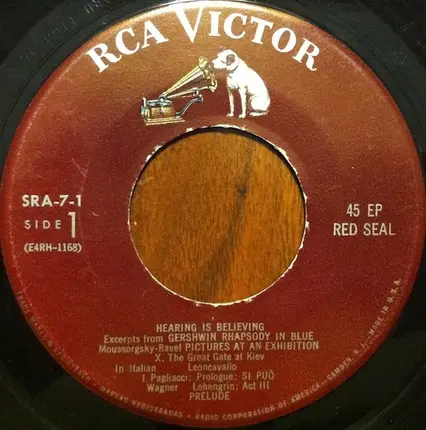 RCA VICTOR
SRA-7-1
SIDE 1
(E4RH-1168)
45 EP
RED SEAL
HEARING IS BELIEVING
Excerpts from GERSHWIN RHAPSODY IN BLUE
Moussorgsky-Ravel PICTURES AT AN EXHIBITION
X. The Great Gate at Kiev
In Italian Leoncavallo
I Pagliacci: Prologue: SI PUÒ
Wagner Lohengrin: Act III
PRELUDE
MARCAS REGISTRADAS - RADIO CORPORATION OF AMERICA - CAMDEN, N.J. - MADE IN U.S.A.